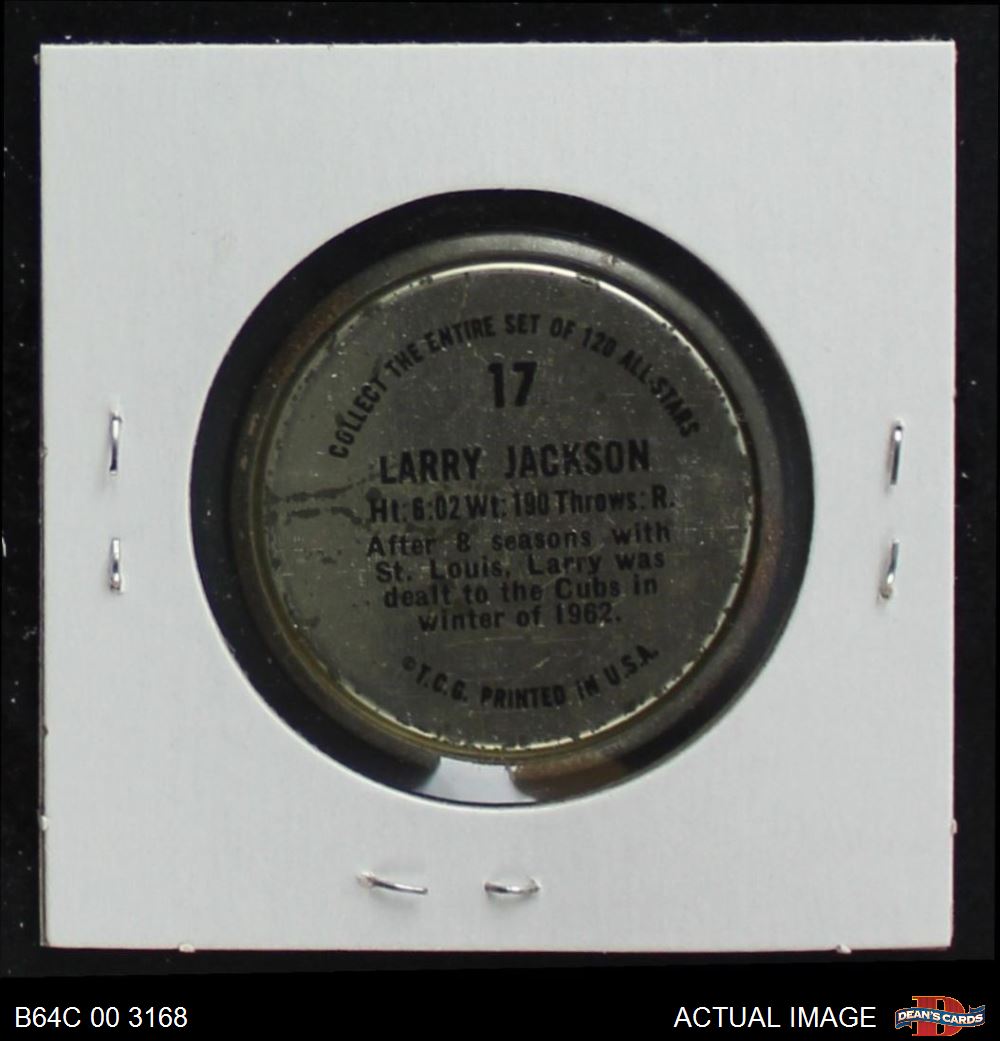 COLLECT THE ENTIRE SET OF 120 ALL-STARS
17
LARRY JACKSON
Ht: 6:02 Wt: 190 Throws: R.
After 8 seasons with
St. Louis, Larry was
dealt to the Cubs in
winter of 1962.
©T.C.G. PRINTED IN U.S.A.
B64C 00 3168
ACTUAL IMAGE
D
DEAN'S CARDS